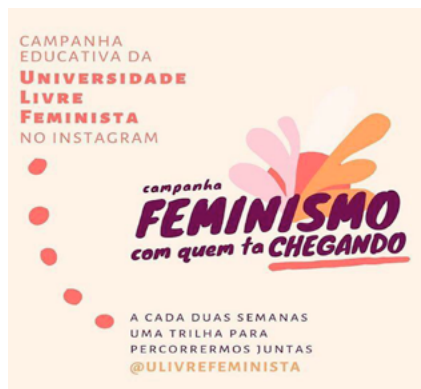 CAMPANHA
EDUCATIVA DA
UNIVERSIDADE
LIVRE
FEMINISTA
NO INSTAGRAM
campanha
FEMINISMO
com quem ta CHEGANDO
A CADA DUAS SEMANAS
UMA TRILHA PARA
PERCORRERMOS JUNTAS
@ULIVREFEMINISTA